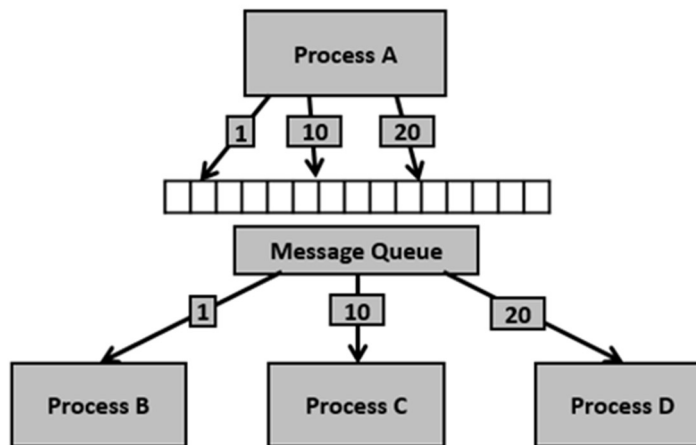 Process A
1
10
20
Message Queue
1
10
20
Process B
Process C
Process D